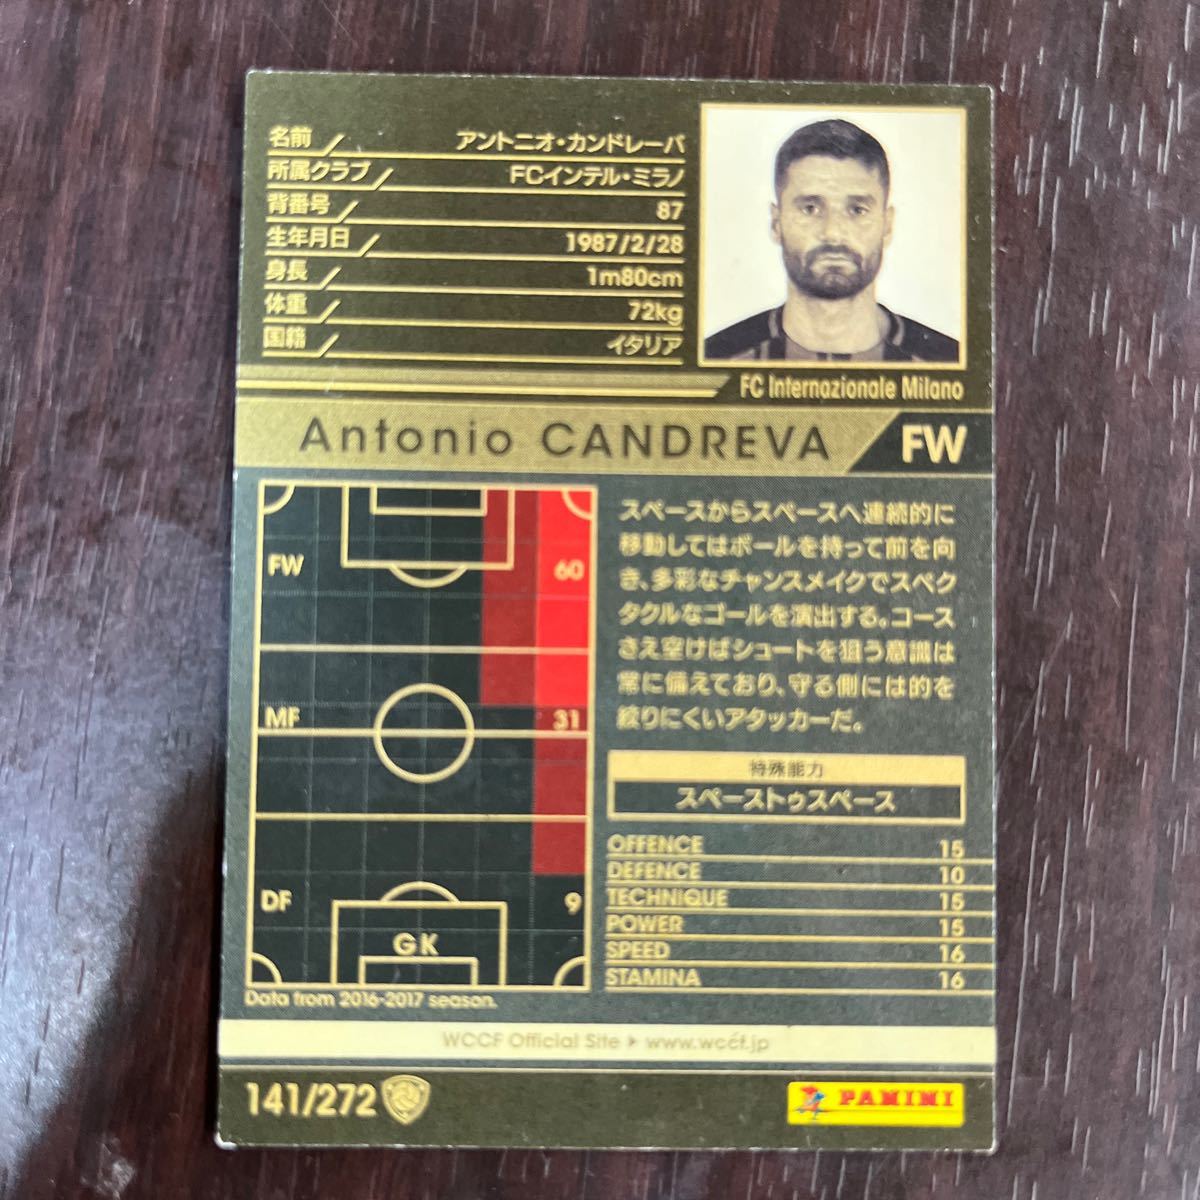 名前 アントニオ・カンドレーバ
所属クラブ FCインテル・ミラノ
背番号 87
生年月日 1987/2/28
身長 1m80cm
体重 72kg
国籍 イタリア
FC Internazionale Milano
Antonio CANDREVA FW
FW 60
MF 31
DF 9
GK
Data from 2016-2017 season.
スペースからスペースへ連続的に
移動してはボールを持って前を向
き、多彩なチャンスメイクでスペク
タクルなゴールを演出する。コース
さえ空けばシュートを狙う意識は
常に備えており、守る側には的を
絞りにくいアタッカーだ。
特殊能力
スペーストゥスペース
OFFENCE 15
DEFENCE 10
TECHNIQUE 15
POWER 15
SPEED 16
STAMINA 16
WCCF Official Site ▶ www.wccf.jp
141/272
PANINI